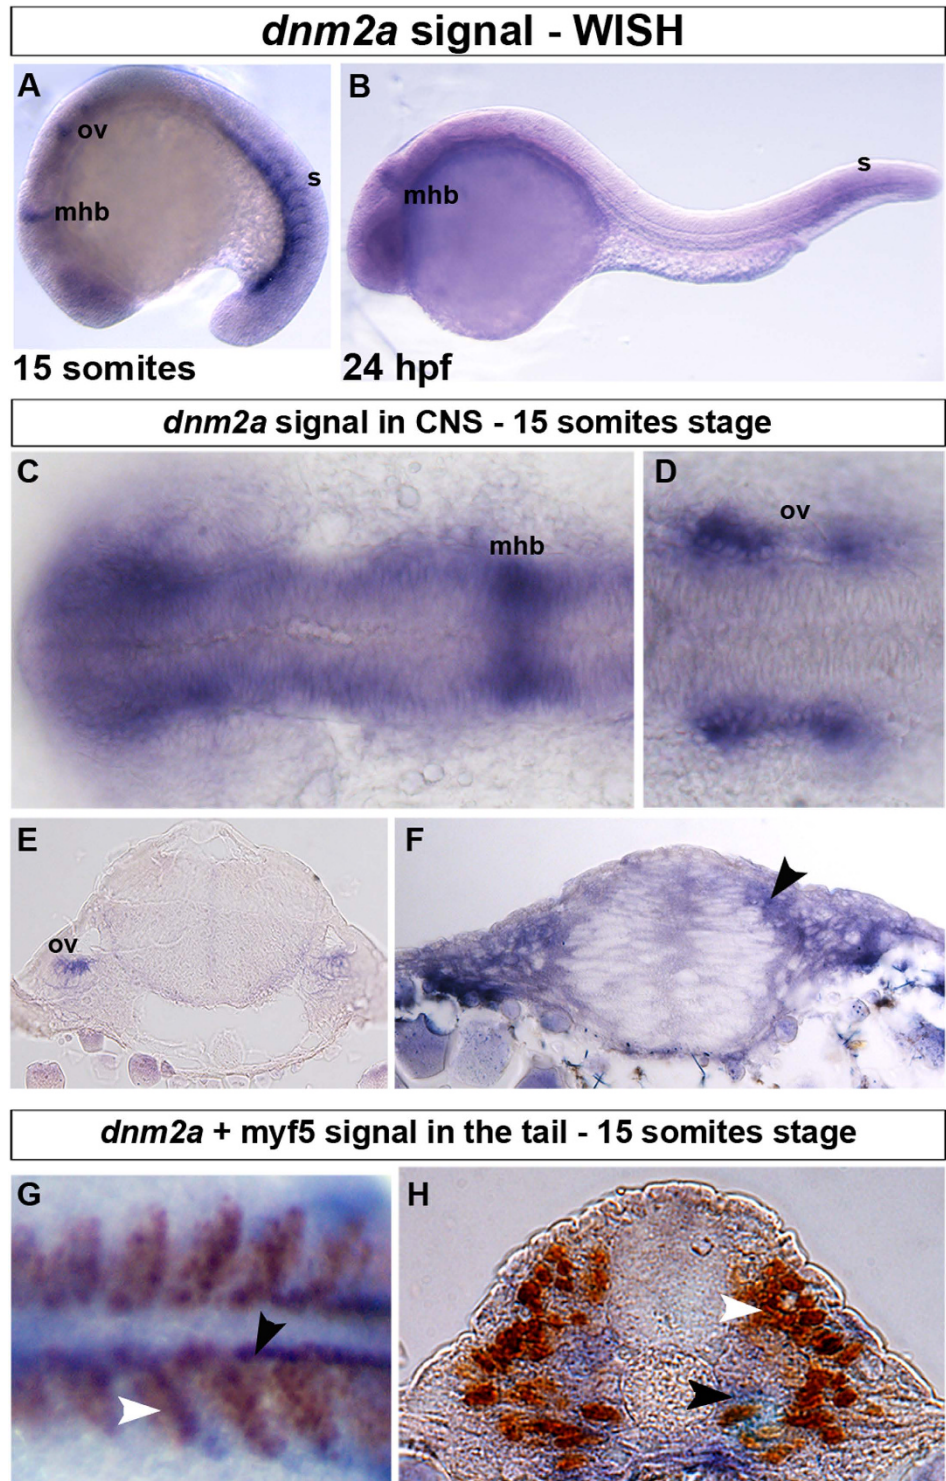 dnm2a signal - WISH
A
B
ov
s
s
mhb
mhb
15 somites
24 hpf
dnm2a signal in CNS - 15 somites stage
C
D
ov
mhb
E
F
ov
dnm2a + myf5 signal in the tail - 15 somites stage
G
H